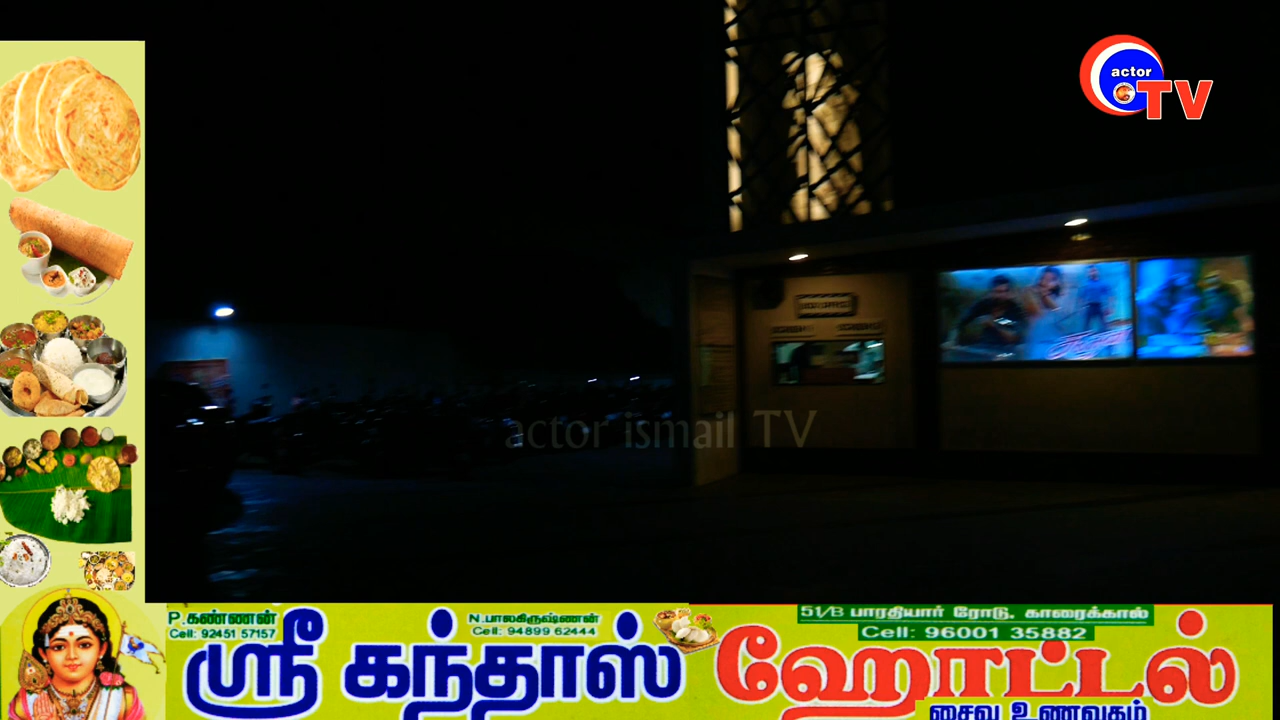 actor
TV
actor ismail TV
P.கண்ணன்
Cell: 92451 57157
N.பாலகிருஷ்ணன்
Cell: 94899 62444
51/B பாரதியார் ரோடு, காரைக்கால்
Cell: 96001 35882
ஸ்ரீ கந்தாஸ் ஹோட்டல்
சைவ உணவகம்